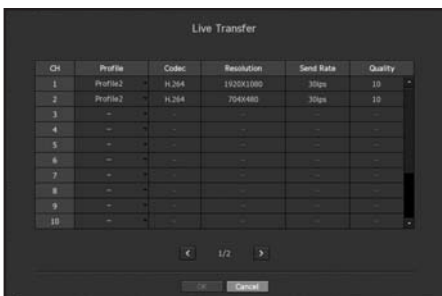 Live Transfer
CH Profile Codec Resolution Send Rate Quality
1 Profile2 H.264 1920X1080 30ips 10
2 Profile2 H.264 704X480 30ips 10
3 - - - - -
4 - - - - -
5 - - - - -
6 - - - - -
7 - - - - -
8 - - - - -
9 - - - - -
10 - - - - -
< 1/2 >
OK Cancel